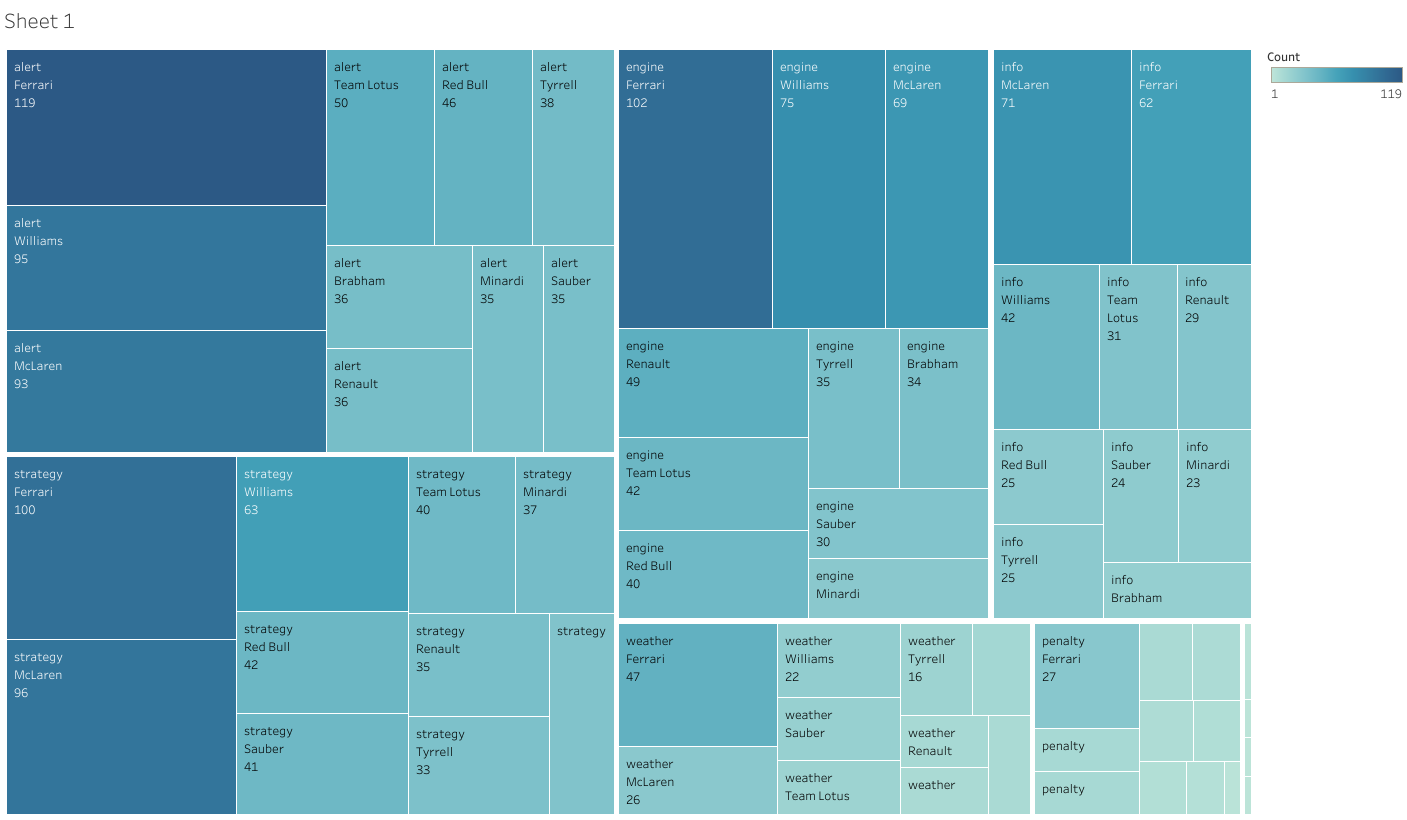 Sheet 1
alert
Ferrari
119
alert
Williams
95
alert
McLaren
93
alert
Team Lotus
50
alert
Red Bull
46
alert
Tyrrell
38
alert
Brabham
36
alert
Renault
36
alert
Minardi
35
alert
Sauber
35
strategy
Ferrari
100
strategy
McLaren
96
strategy
Williams
63
strategy
Red Bull
42
strategy
Sauber
41
strategy
Team Lotus
40
strategy
Minardi
37
strategy
Renault
35
strategy
Tyrrell
33
strategy
engine
Ferrari
102
engine
Williams
75
engine
McLaren
69
engine
Renault
49
engine
Team Lotus
42
engine
Red Bull
40
engine
Tyrrell
35
engine
Brabham
34
engine
Sauber
30
engine
Minardi
info
McLaren
71
info
Ferrari
62
info
Williams
42
info
Team
Lotus
31
info
Renault
29
info
Red Bull
25
info
Tyrrell
25
info
Sauber
24
info
Minardi
23
info
Brabham
weather
Ferrari
47
weather
McLaren
26
weather
Williams
22
weather
Sauber
weather
Team Lotus
weather
Tyrrell
16
weather
Renault
weather
penalty
Ferrari
27
penalty
penalty
Count
1
119